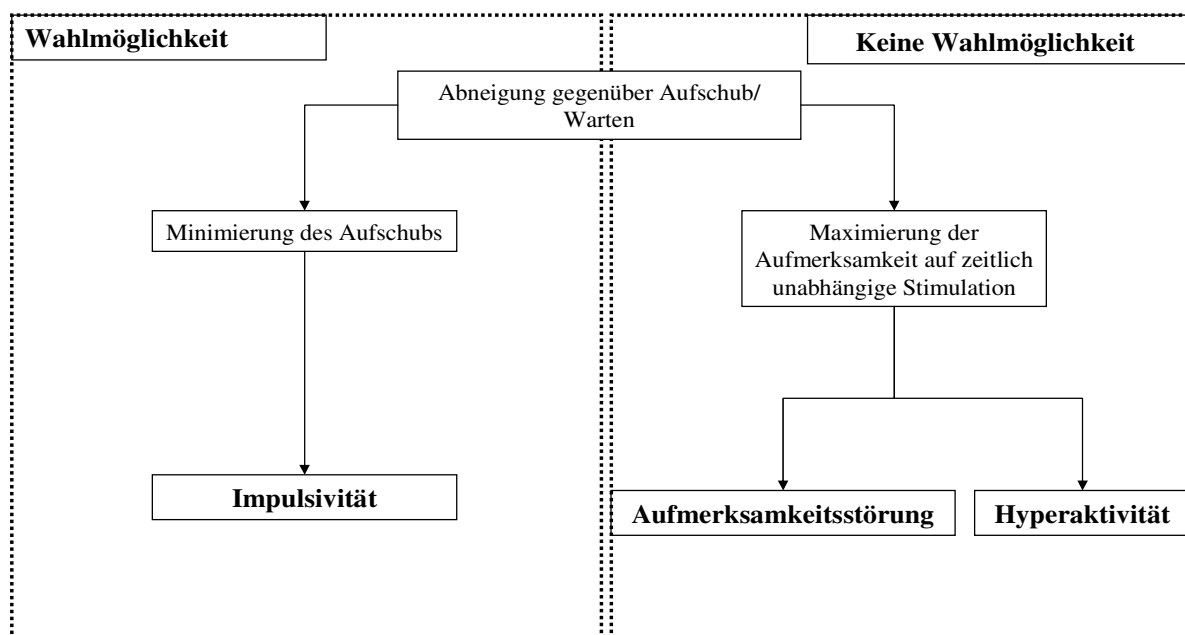 Wahlmöglichkeit
Keine Wahlmöglichkeit
Abneigung gegenüber Aufschub/
Warten
Minimierung des Aufschubs
Maximierung der
Aufmerksamkeit auf zeitlich
unabhängige Stimulation
Impulsivität
Aufmerksamkeitsstörung
Hyperaktivität